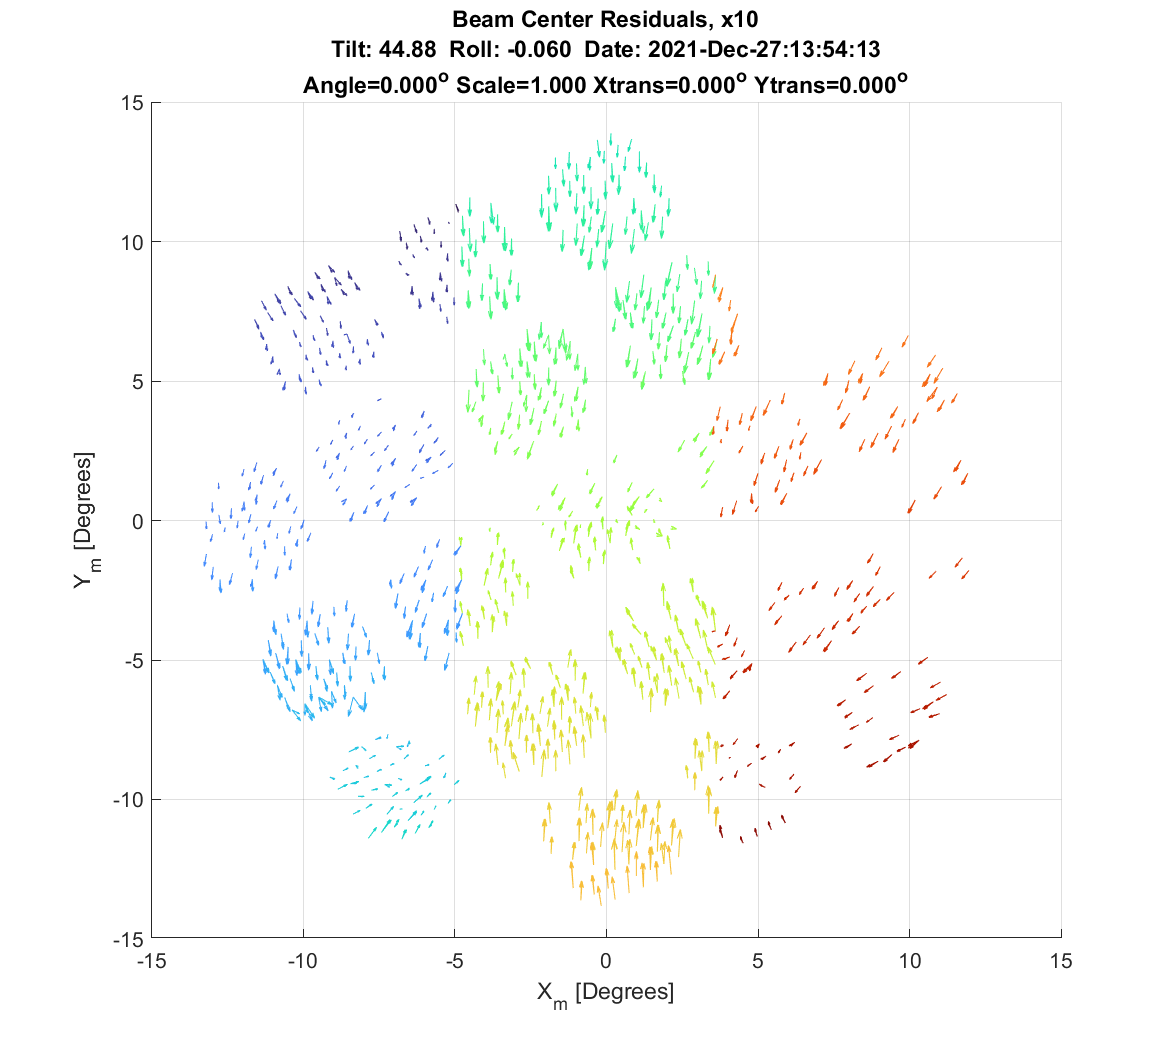 Beam Center Residuals, x10
Tilt: 44.88 Roll: -0.060 Date: 2021-Dec-27:13:54:13
Angle=0.000° Scale=1.000 Xtrans=0.000° Ytrans=0.000°
15
10
5
0
-5
-10
-15
Y_m [Degrees]
-15 -10 -5 0 5 10 15
X_m [Degrees]